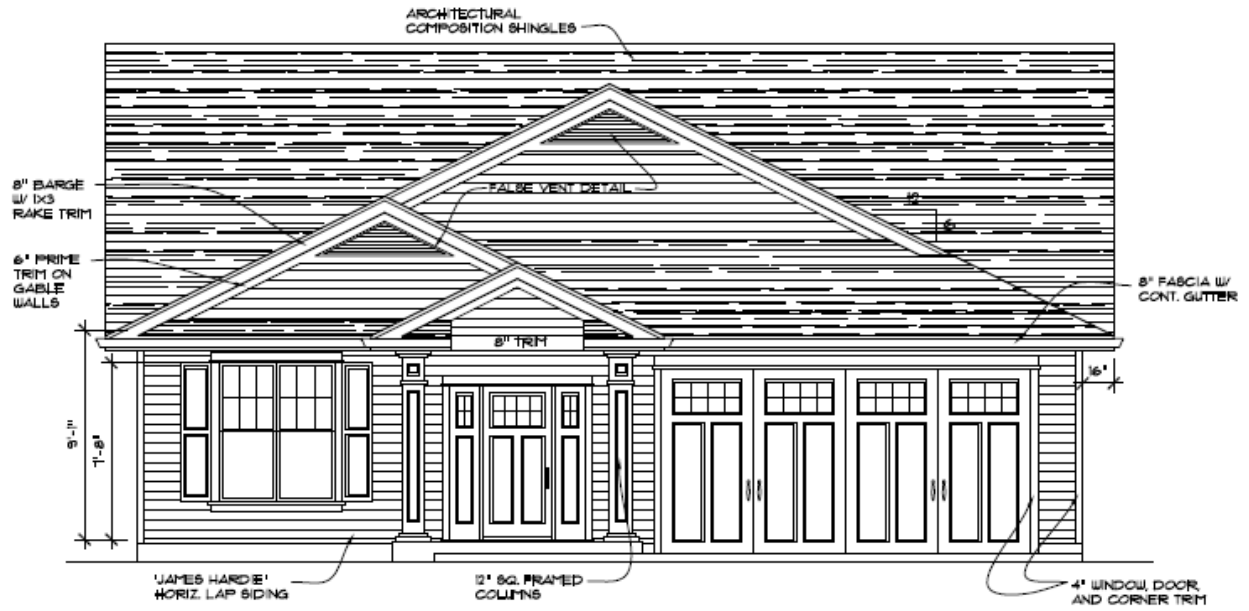 ARCHITECTURAL
COMPOSITION SHINGLES
8" BARGE
W/ 1X3
RAKE TRIM
FALSE VENT DETAIL
12
6
6" PRIME
TRIM ON
GABLE
WALLS
8" FASCIA W/
CONT. GUTTER
8" TRIM
16"
9'-1"
7'-8"
'JAMES HARDIE'
HORIZ. LAP SIDING
12" SQ. FRAMED
COLUMNS
4" WINDOW, DOOR,
AND CORNER TRIM